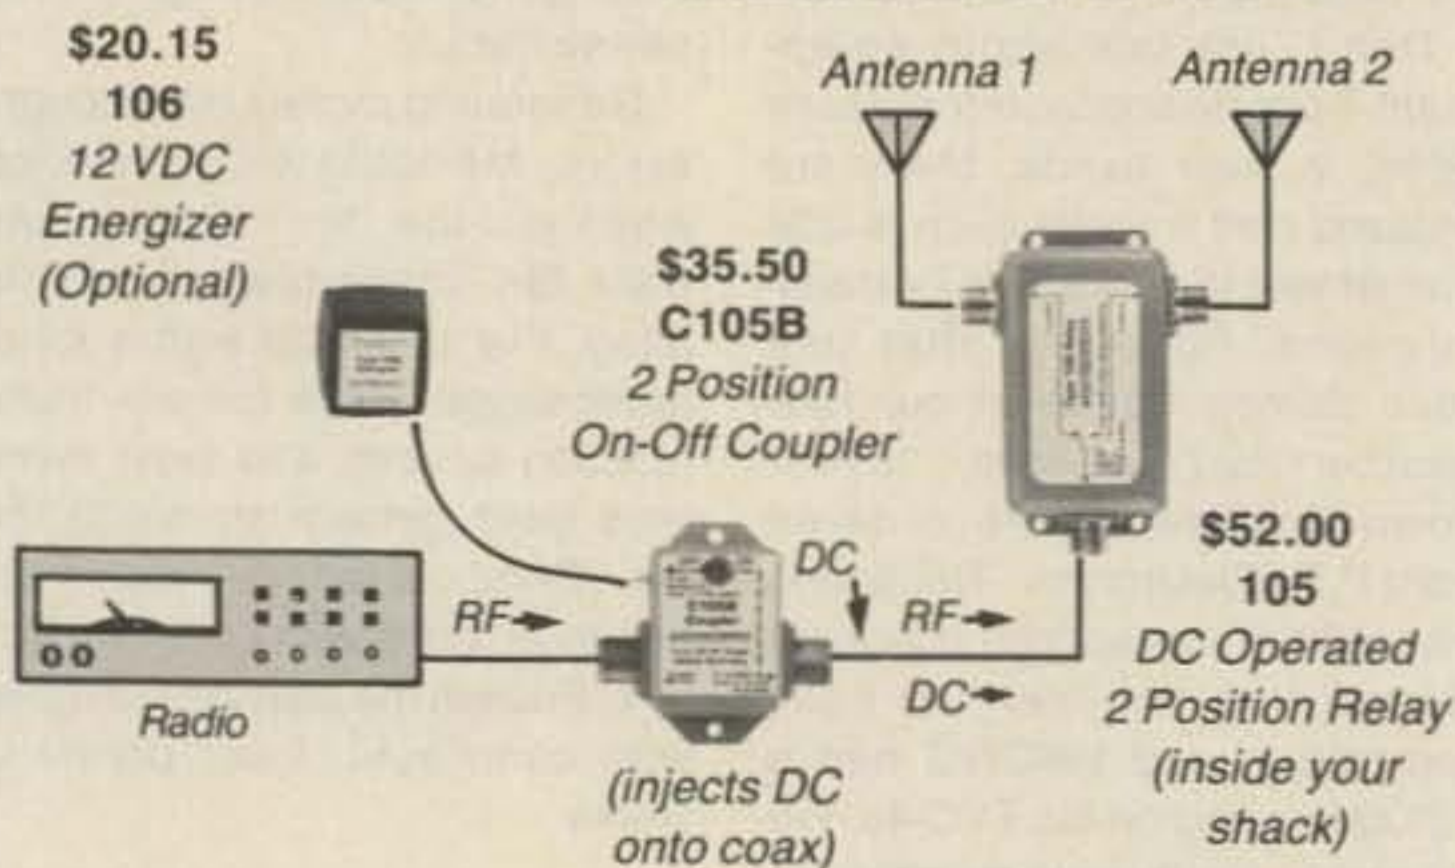 $20.15
106
12 VDC
Energizer
(Optional)
Antenna 1
Antenna 2
$35.50
C105B
2 Position
On-Off Coupler
$52.00
105
DC Operated
2 Position Relay
(inside your
shack)
RF
DC
RF
DC
C105B
Coupler
Radio
(injects DC
onto coax)